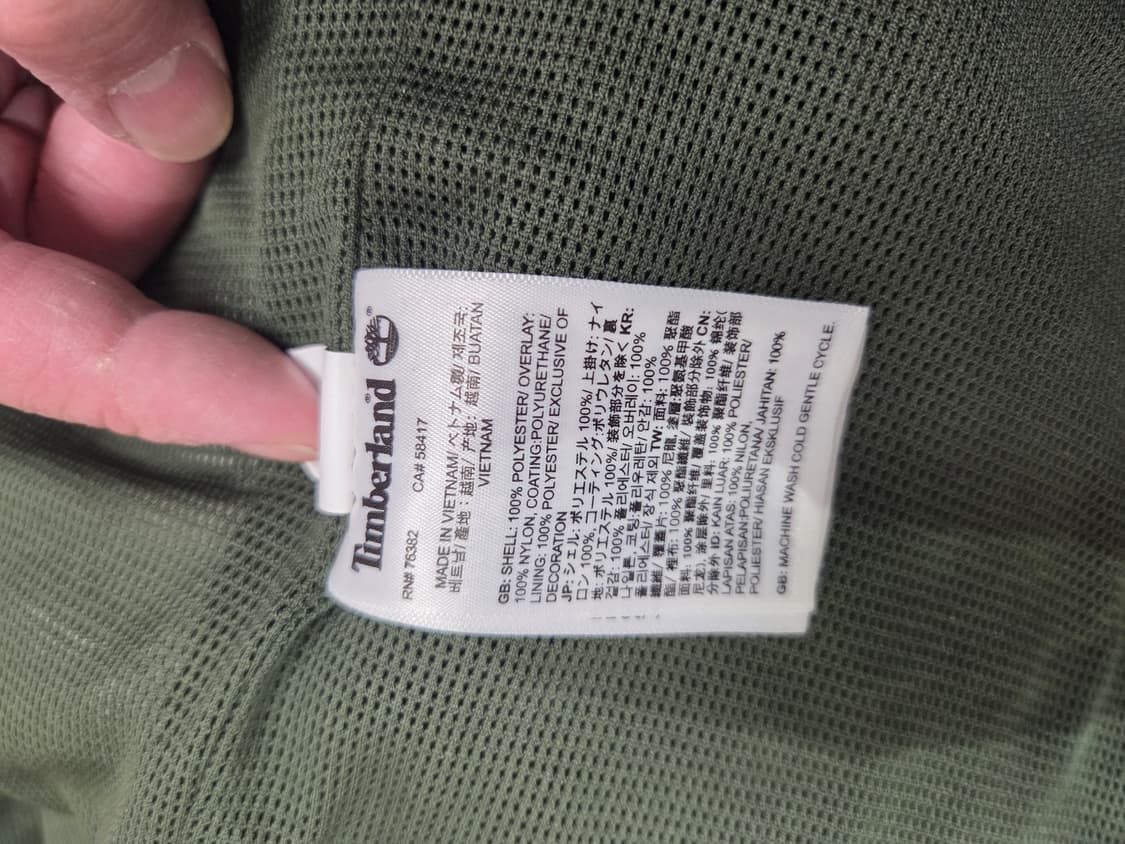 Timberland®
®
RN# 76382 CA# 58417
MADE IN VIETNAM/ベトナム製/ 제조국:
베트남/ 產地：越南/ 产地：越南/ BUATAN
VIETNAM
GB: SHELL: 100% POLYESTER/ OVERLAY:
100% NYLON, COATING:POLYURETHANE/
LINING: 100% POLYESTER/ EXCLUSIVE OF
DECORATION
JP: シェル: ポリエステル 100%/ 上掛け: ナイ
ロン 100%, コーティング:ポリウレタン/ 裏
地: ポリエステル 100%/ 装飾部分を除く KR:
겉감: 100% 폴리에스터/ 오버레이: 100%
나일론, 코팅:폴리우레탄/ 안감: 100%
폴리에스터/ 장식 제외 TW: 面料: 100% 聚酯
纖維/ 覆蓋片: 100% 尼龍, 塗層:聚氨基甲酸
酯/ 裡布: 100% 聚酯纖維/ 裝飾部分除外 CN:
面料: 100% 聚酯纤维/ 覆盖装饰物: 100% 锦纶(
尼龙), 涂层除外/ 里料: 100% 聚酯纤维/ 装饰部
分除外 ID: KAIN LUAR: 100% POLIESTER/
LAPISAN ATAS: 100% NILON,
PELAPISAN:POLIURETANA/ JAHITAN: 100%
POLIESTER/ HIASAN EKSKLUSIF
GB: MACHINE WASH COLD GENTLE CYCLE.